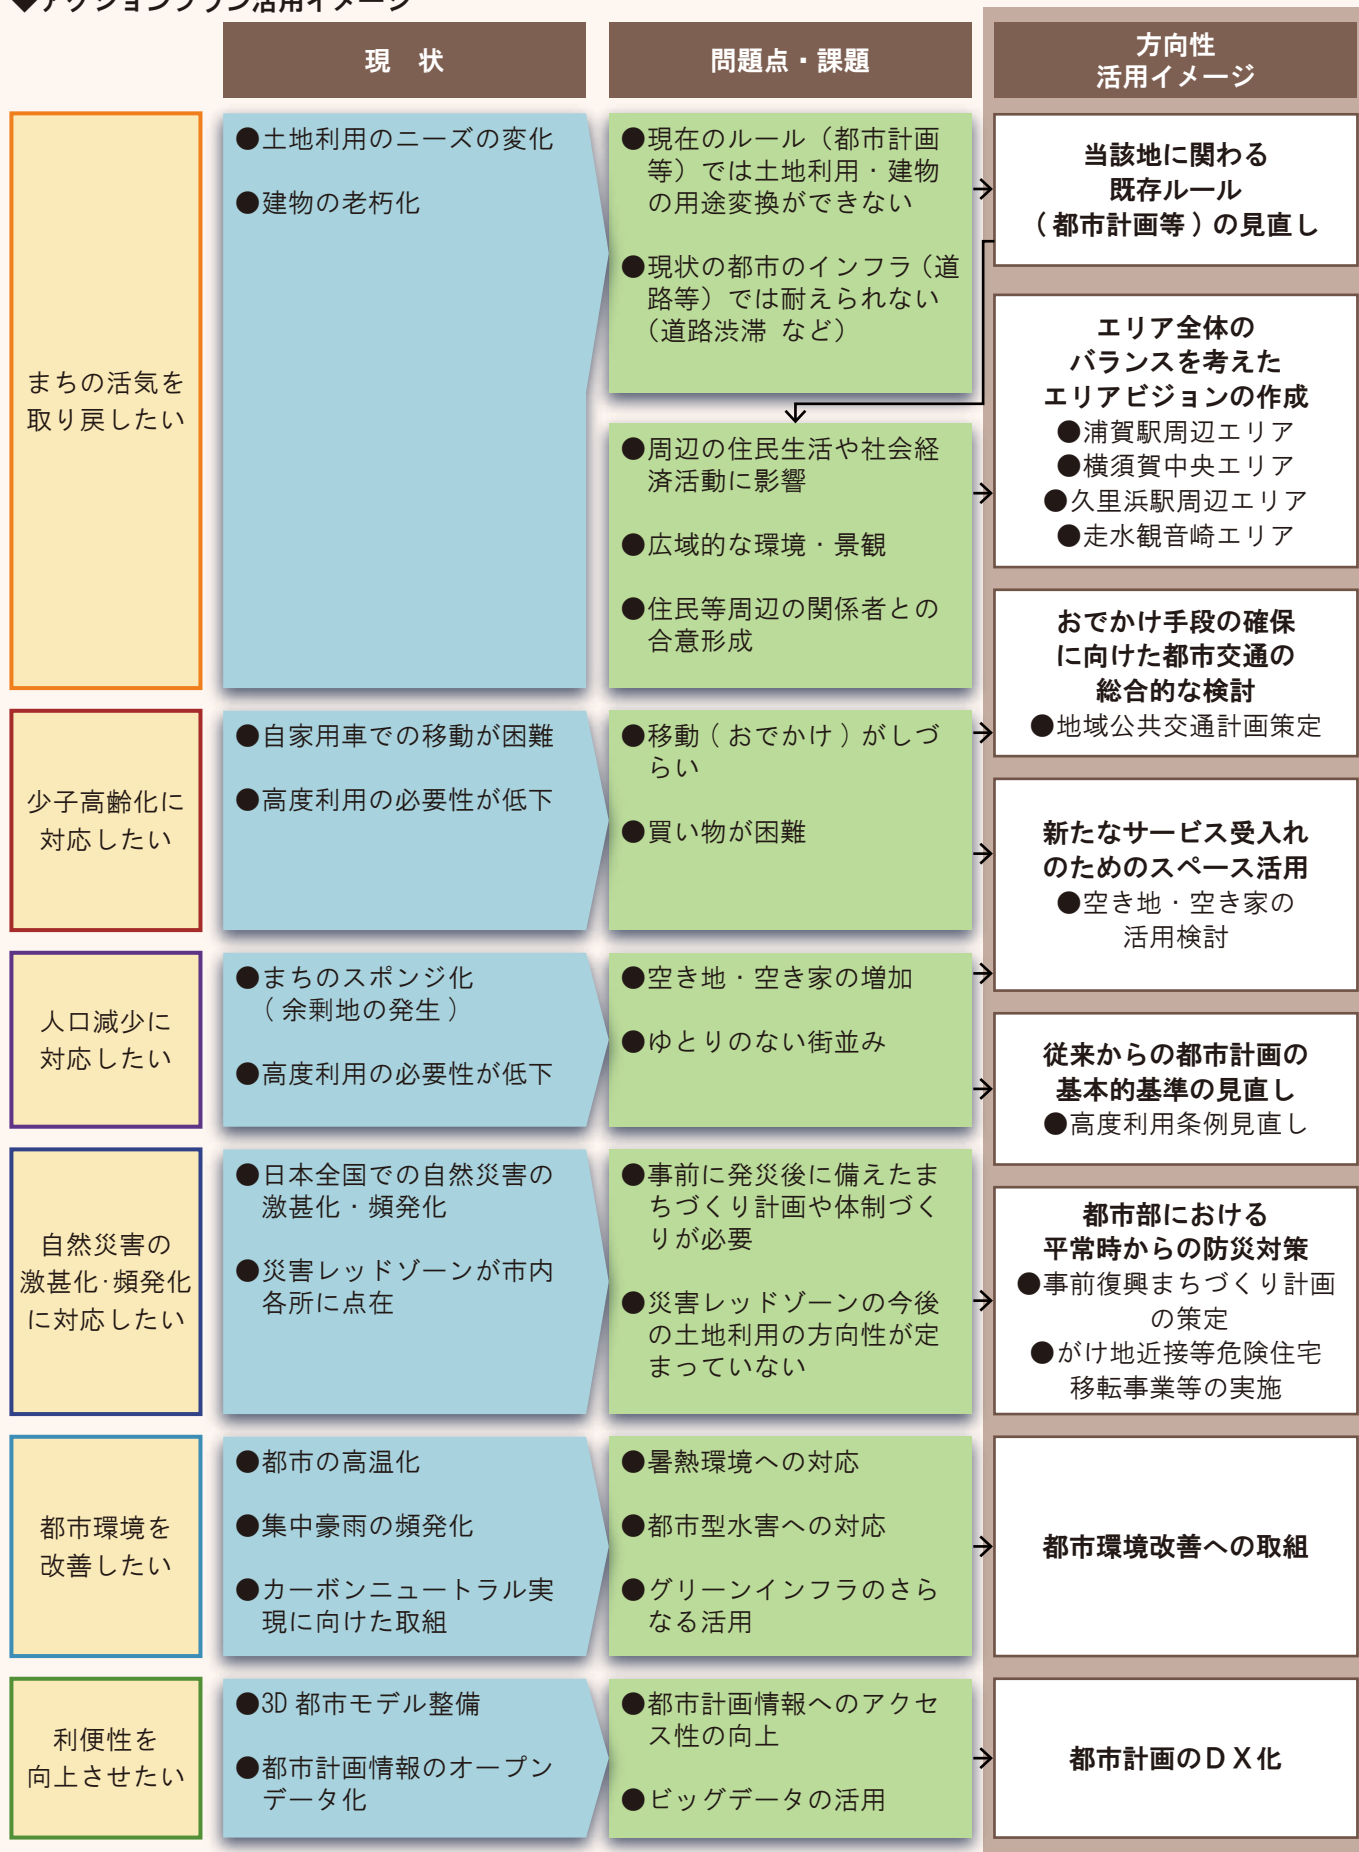 ◆アクションプラン活用イメージ
現 状
問題点・課題
方向性
活用イメージ
まちの活気を
取り戻したい
●土地利用のニーズの変化
●建物の老朽化
●現在のルール（都市計画
等）では土地利用・建物
の用途変換ができない
●現状の都市のインフラ（道
路等）では耐えられない
（道路渋滞 など）
●周辺の住民生活や社会経
済活動に影響
●広域的な環境・景観
●住民等周辺の関係者との
合意形成
当該地に関わる
既存ルール
（都市計画等）の見直し
エリア全体の
バランスを考えた
エリアビジョンの作成
●浦賀駅周辺エリア
●横須賀中央エリア
●久里浜駅周辺エリア
●走水観音崎エリア
少子高齢化に
対応したい
●自家用車での移動が困難
●高度利用の必要性が低下
●移動（おでかけ）がしづ
らい
●買い物が困難
おでかけ手段の確保
に向けた都市交通の
総合的な検討
●地域公共交通計画策定
新たなサービス受入れ
のためのスペース活用
●空き地・空き家の
活用検討
人口減少に
対応したい
●まちのスポンジ化
（余剰地の発生）
●高度利用の必要性が低下
●空き地・空き家の増加
●ゆとりのない街並み
従来からの都市計画の
基本的基準の見直し
●高度利用条例見直し
自然災害の
激甚化・頻発化
に対応したい
●日本全国での自然災害の
激甚化・頻発化
●災害レッドゾーンが市内
各所に点在
●事前に発災後に備えたま
ちづくり計画や体制づく
りが必要
●災害レッドゾーンの今後
の土地利用の方向性が定
まっていない
都市部における
平常時からの防災対策
●事前復興まちづくり計画
の策定
●がけ地近接等危険住宅
移転事業等の実施
都市環境を
改善したい
●都市の高温化
●集中豪雨の頻発化
●カーボンニュートラル実
現に向けた取組
●暑熱環境への対応
●都市型水害への対応
●グリーンインフラのさら
なる活用
都市環境改善への取組
利便性を
向上させたい
●3D 都市モデル整備
●都市計画情報のオープン
データ化
●都市計画情報へのアクセ
ス性の向上
●ビッグデータの活用
都市計画のＤＸ化